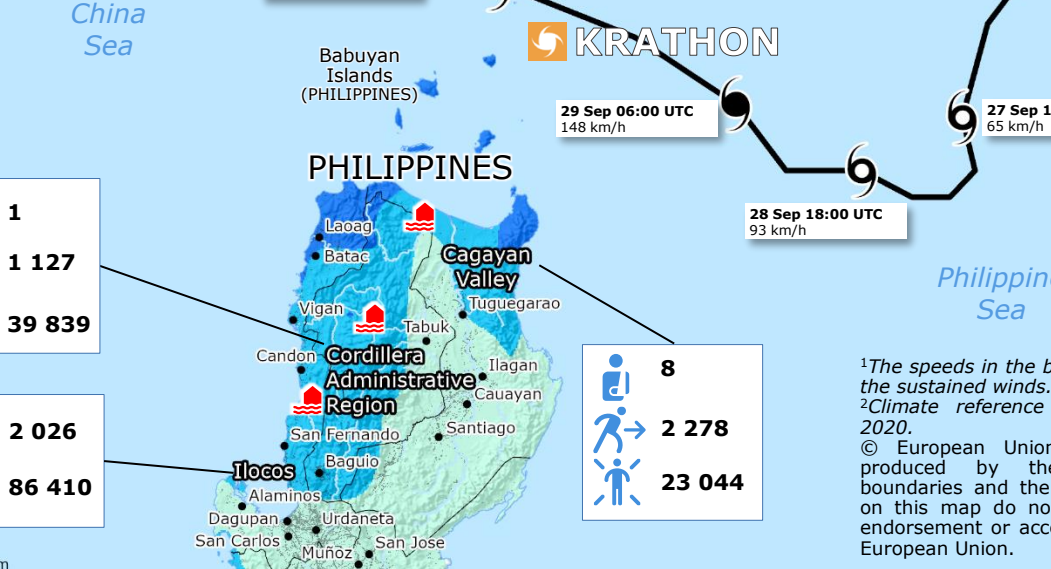 China
Sea
KRATHON
Babuyan
Islands
(PHILIPPINES)
29 Sep 06:00 UTC
148 km/h
27 Sep 1
65 km/h
PHILIPPINES
28 Sep 18:00 UTC
93 km/h
1
1 127
39 839
Laoag
Batac
Cagayan
Valley
Philippin
Sea
Vigan
Tuguegarao
Tabuk
Candon
Cordillera
Administrative
Region
Ilagan
Cauayan
Santiago
8
2 278
23 044
2 026
86 410
San Fernando
Ilocos
Baguio
Alaminos
Dagupan
Urdaneta
San Carlos
Muñoz
San Jose
¹The speeds in the b
the sustained winds.
²Climate reference
2020.
© European Union
produced by the
boundaries and the
on this map do no
endorsement or acce
European Union.
m